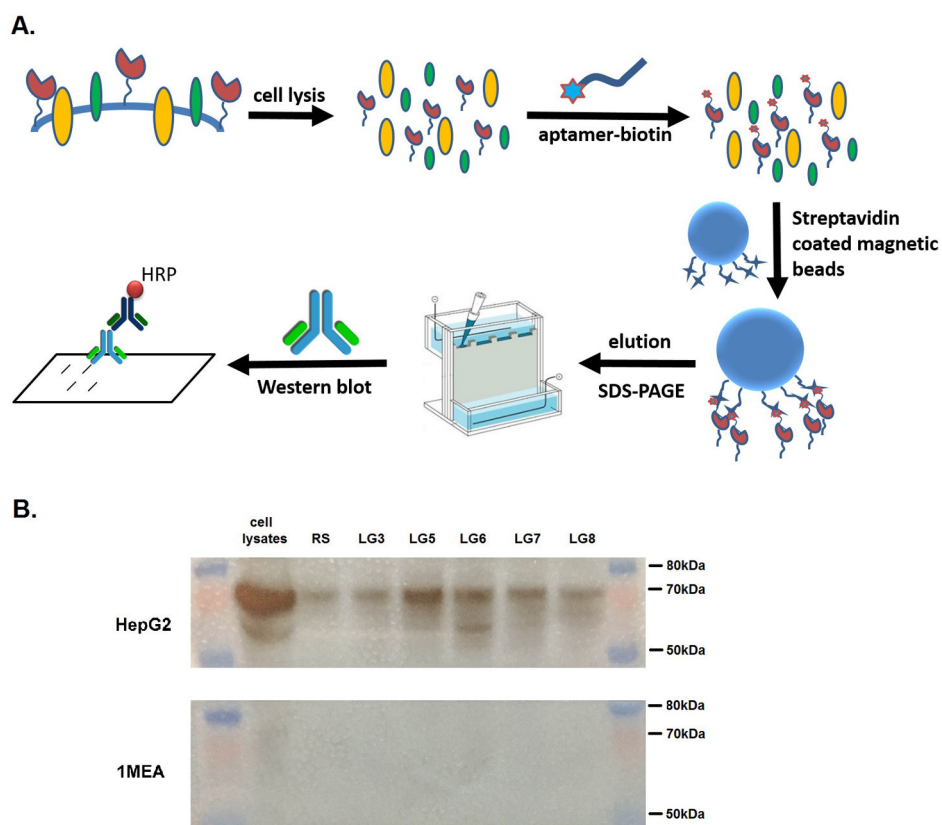 A.
cell lysis
aptamer-biotin
Streptavidin
coated magnetic
beads
elution
SDS-PAGE
Western blot
HRP
B.
cell
lysates RS LG3 LG5 LG6 LG7 LG8
80kDa
70kDa
HepG2
50kDa
80kDa
70kDa
1MEA
50kDa